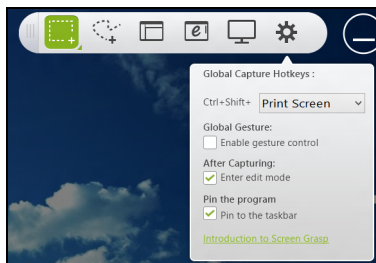 Global Capture Hotkeys :
Ctrl+Shift+ Print Screen
Global Gesture:
Enable gesture control
After Capturing:
Enter edit mode
Pin the program
Pin to the taskbar
Introduction to Screen Grasp